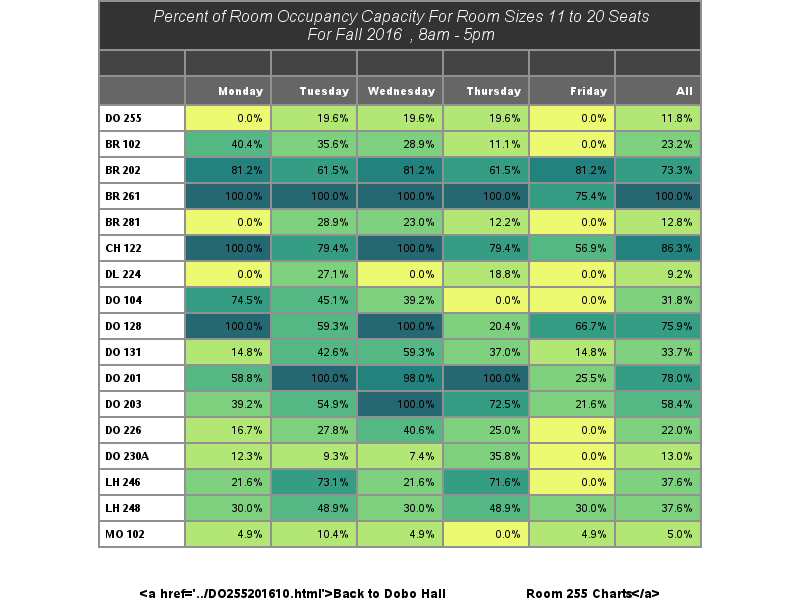 Percent of Room Occupancy Capacity For Room Sizes 11 to 20 Seats
For Fall 2016 , 8am - 5pm
Monday Tuesday Wednesday Thursday Friday All
DO 255 0.0% 19.6% 19.6% 19.6% 0.0% 11.8%
BR 102 40.4% 35.6% 28.9% 11.1% 0.0% 23.2%
BR 202 81.2% 61.5% 81.2% 61.5% 81.2% 73.3%
BR 261 100.0% 100.0% 100.0% 100.0% 75.4% 100.0%
BR 281 0.0% 28.9% 23.0% 12.2% 0.0% 12.8%
CH 122 100.0% 79.4% 100.0% 79.4% 56.9% 86.3%
DL 224 0.0% 27.1% 0.0% 18.8% 0.0% 9.2%
DO 104 74.5% 45.1% 39.2% 0.0% 0.0% 31.8%
DO 128 100.0% 59.3% 100.0% 20.4% 66.7% 75.9%
DO 131 14.8% 42.6% 59.3% 37.0% 14.8% 33.7%
DO 201 58.8% 100.0% 98.0% 100.0% 25.5% 78.0%
DO 203 39.2% 54.9% 100.0% 72.5% 21.6% 58.4%
DO 226 16.7% 27.8% 40.6% 25.0% 0.0% 22.0%
DO 230A 12.3% 9.3% 7.4% 35.8% 0.0% 13.0%
LH 246 21.6% 73.1% 21.6% 71.6% 0.0% 37.6%
LH 248 30.0% 48.9% 30.0% 48.9% 30.0% 37.6%
MO 102 4.9% 10.4% 4.9% 0.0% 4.9% 5.0%
<a href='../DO255201610.html'>Back to Dobo Hall Room 255 Charts</a>